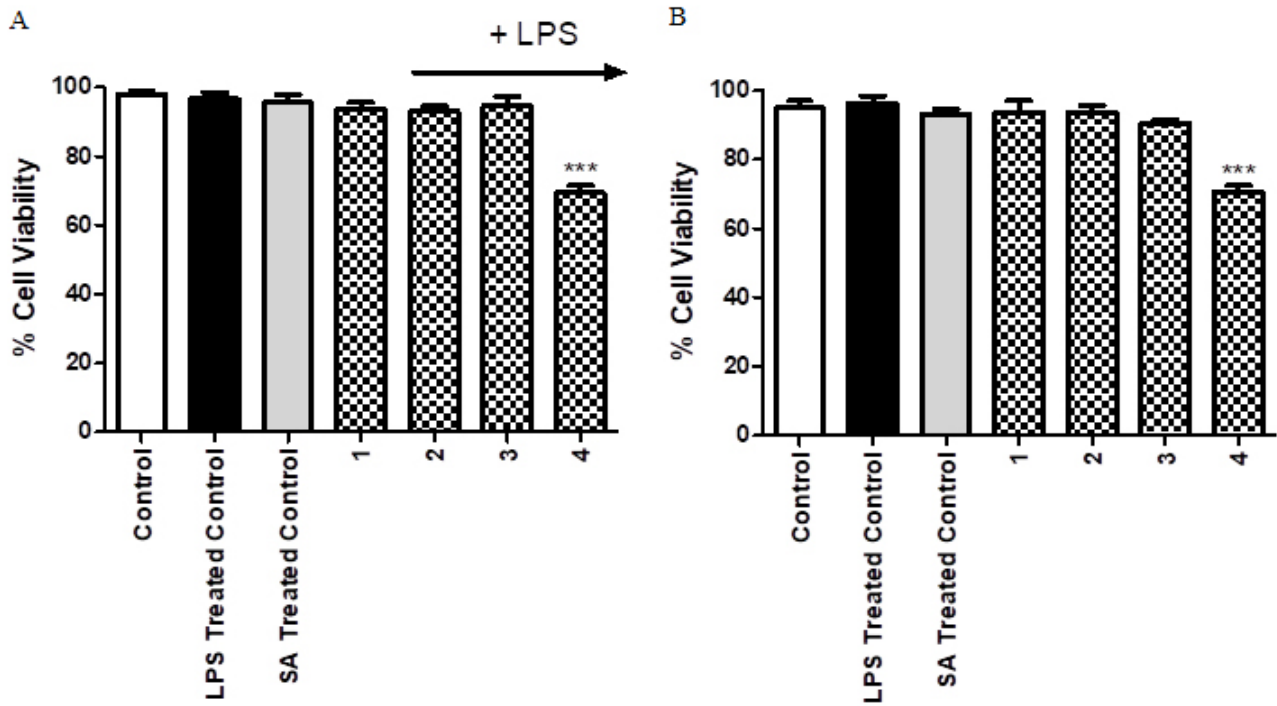 A
+ LPS
% Cell Viability
100
80
60
40
20
0
***
Control
LPS Treated Control
SA Treated Control
1
2
3
4
B
% Cell Viability
100
80
60
40
20
0
***
Control
LPS Treated Control
SA Treated Control
1
2
3
4